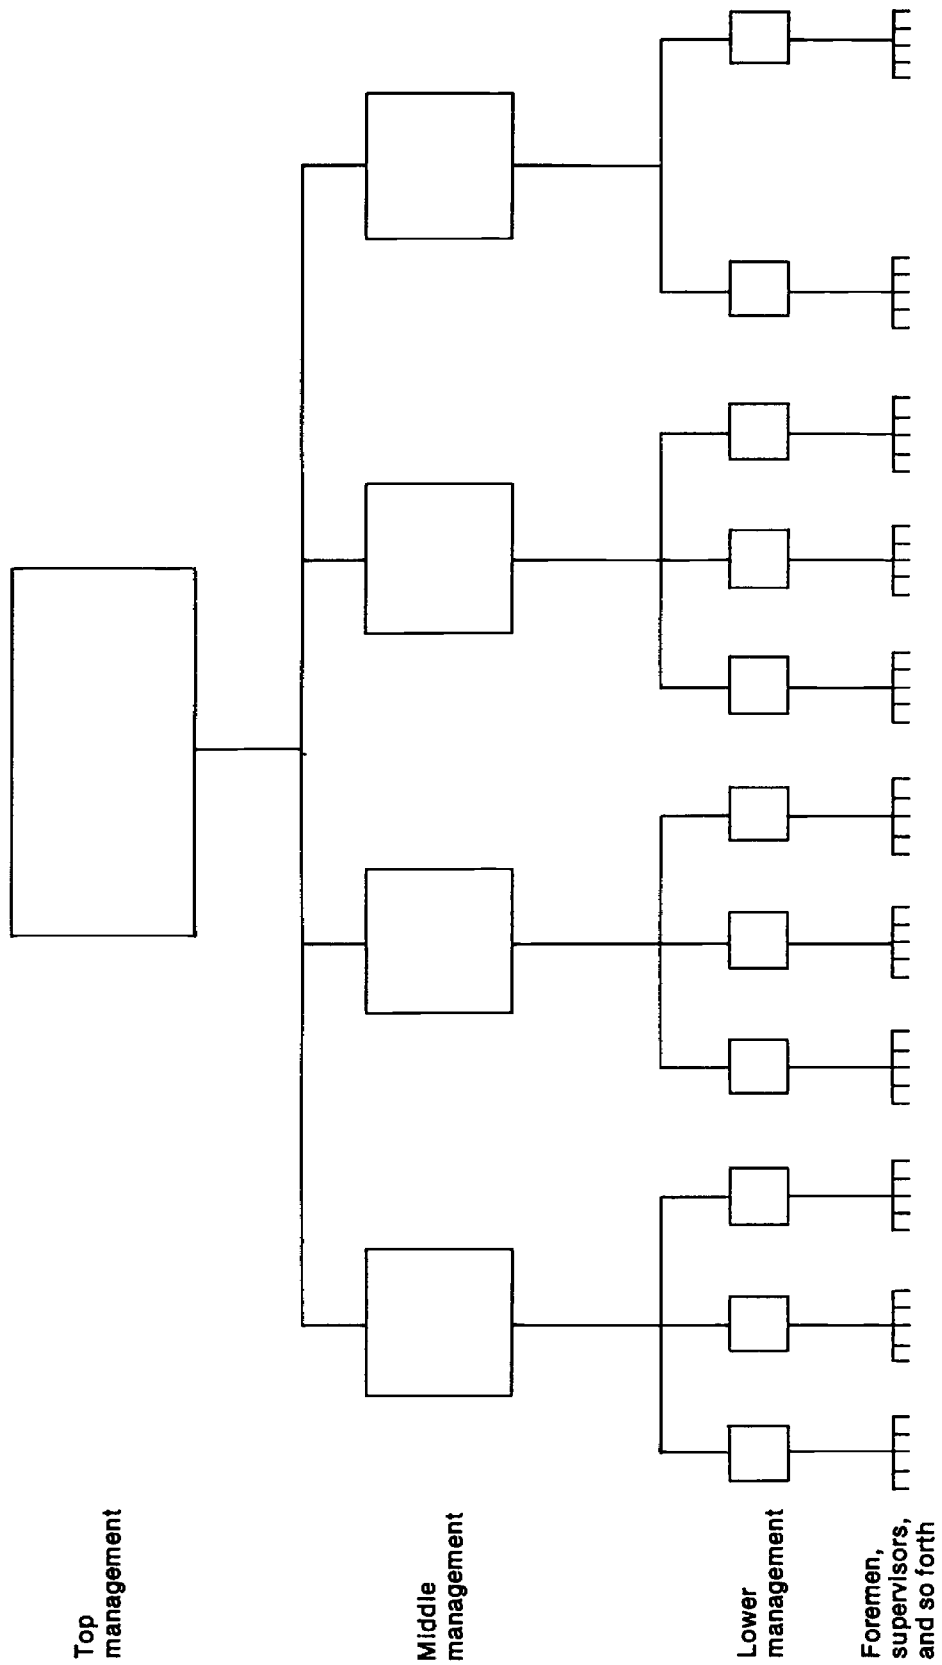 Top
management
Middle
management
Lower
management
Foremen,
supervisors,
and so forth